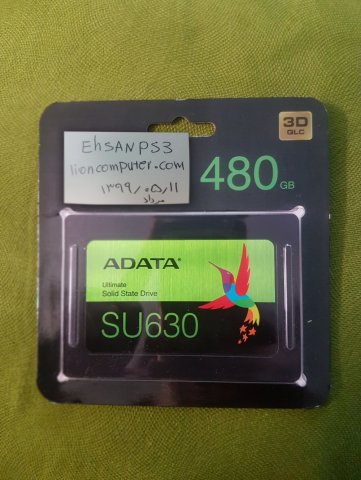 EhSANPS3
lioncomputer.com
۱۳۹۹/۰۵/۱۱
مرداد
3D
QLC
480 GB
ADATA®
Ultimate
Solid State Drive
SU630